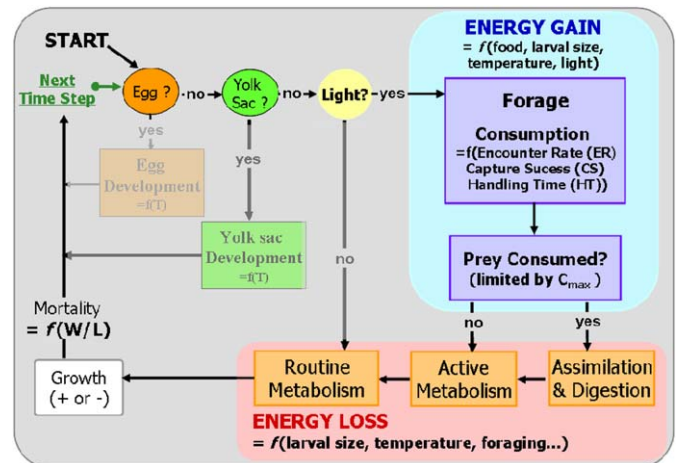 START
Next
Time Step
Egg ?
no
Yolk
Sac ?
no
Light?
yes
yes
Egg
Development
=f(T)
yes
Yolk sac
Development
=f(T)
no
ENERGY GAIN
= f(food, larval size,
temperature, light)
Forage
Consumption
=f(Encounter Rate (ER)
Capture Sucess (CS)
Handling Time (HT))
Prey Consumed?
(limited by Cmax )
no
yes
Mortality
= f(W/L)
Growth
(+ or -)
Routine
Metabolism
Active
Metabolism
Assimilation
& Digestion
ENERGY LOSS
= f(larval size, temperature, foraging...)